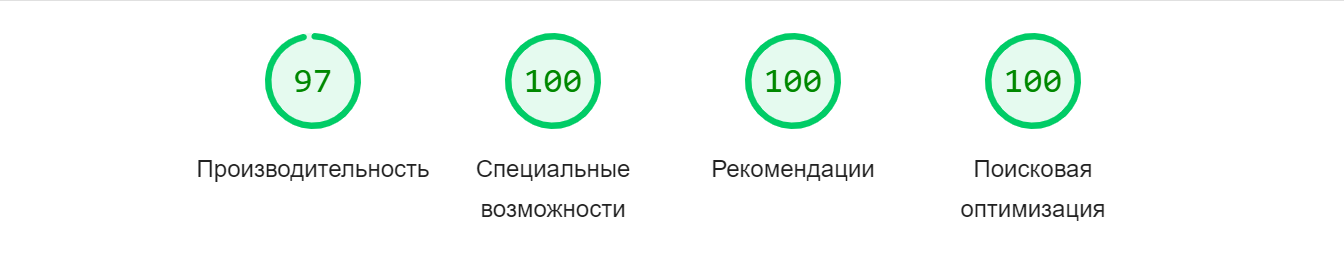 97 100 100 100
Производительность Специальные Рекомендации Поисковая
возможности оптимизация